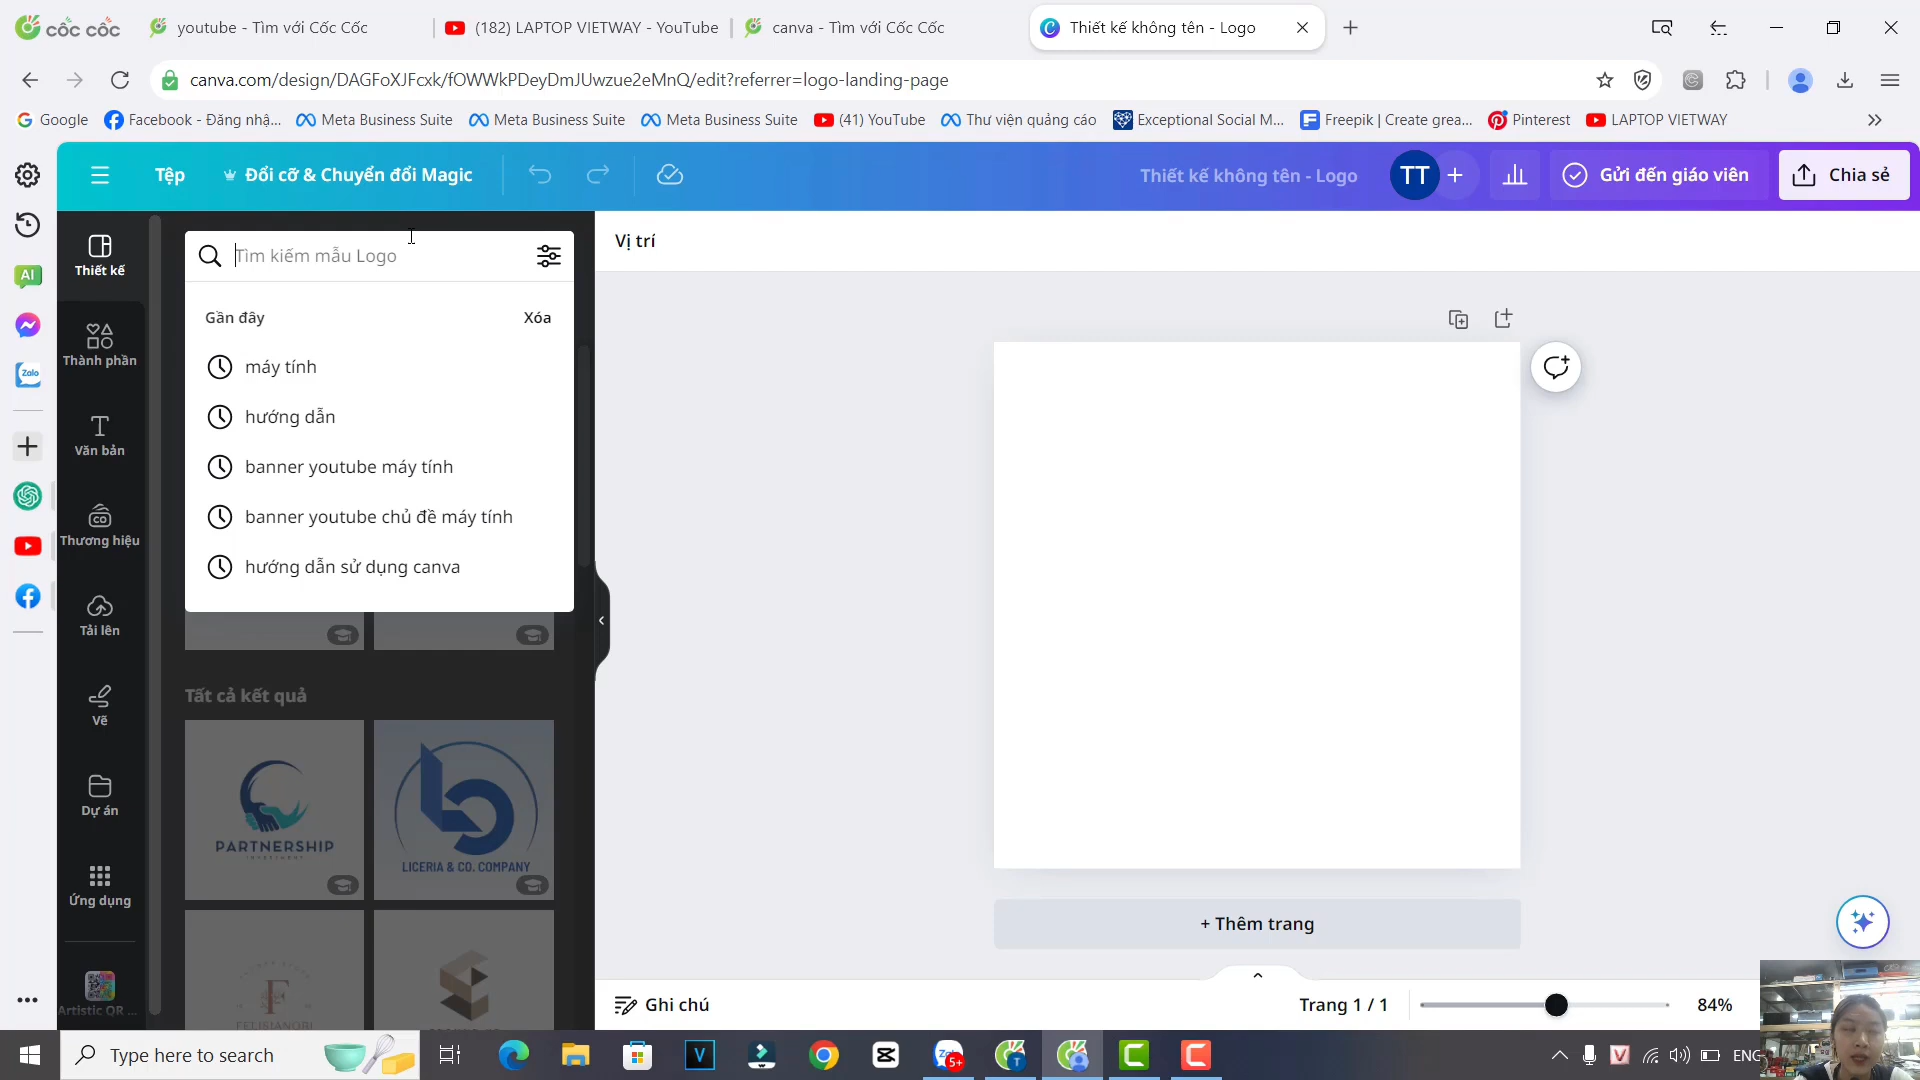 cốc cốc
youtube - Tìm với Cốc Cốc
(182) LAPTOP VIETWAY - YouTube
canva - Tìm với Cốc Cốc
Thiết kế không tên - Logo
canva.com/design/DAGFoXJFcxk/fOWWkPDeyDmJUwzue2eMnQ/edit?referrer=logo-landing-page
Google
Facebook - Đăng nhậ...
Meta Business Suite
Meta Business Suite
Meta Business Suite
(41) YouTube
Thư viện quảng cáo
Exceptional Social M...
Freepik | Create grea...
Pinterest
LAPTOP VIETWAY
Tệp
Đổi cỡ & Chuyển đổi Magic
Thiết kế không tên - Logo
TT
Gửi đến giáo viên
Chia sẻ
AI
Zalo
Thiết kế
Thành phần
Văn bản
Thương hiệu
Tải lên
Vẽ
Dự án
Ứng dụng
Artistic QR ...
Tìm kiếm mẫu Logo
Gần đây
Xóa
máy tính
hướng dẫn
banner youtube máy tính
banner youtube chủ đề máy tính
hướng dẫn sử dụng canva
Tất cả kết quả
PARTNERSHIP
LICERIA & CO. COMPANY
F
Vị trí
+ Thêm trang
Ghi chú
Trang 1 / 1
84%
Type here to search
5+
ENG